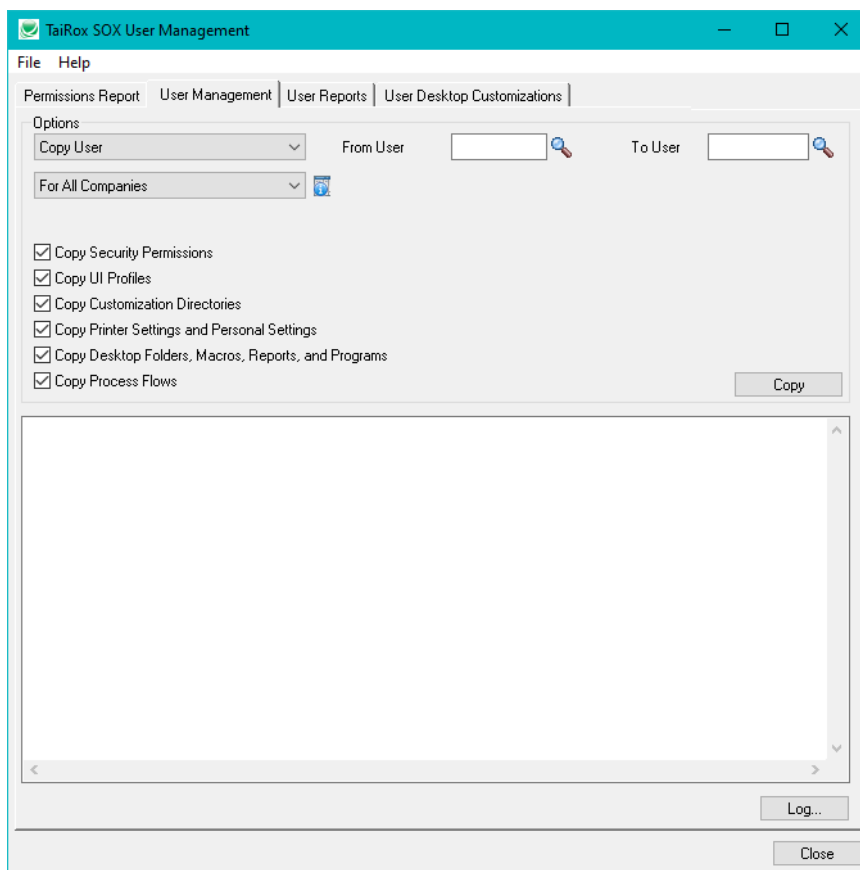 TaiRox SOX User Management
File Help
Permissions Report User Management User Reports User Desktop Customizations
Options
Copy User From User To User
For All Companies
Copy Security Permissions
Copy UI Profiles
Copy Customization Directories
Copy Printer Settings and Personal Settings
Copy Desktop Folders, Macros, Reports, and Programs
Copy Process Flows
Copy
Log...
Close